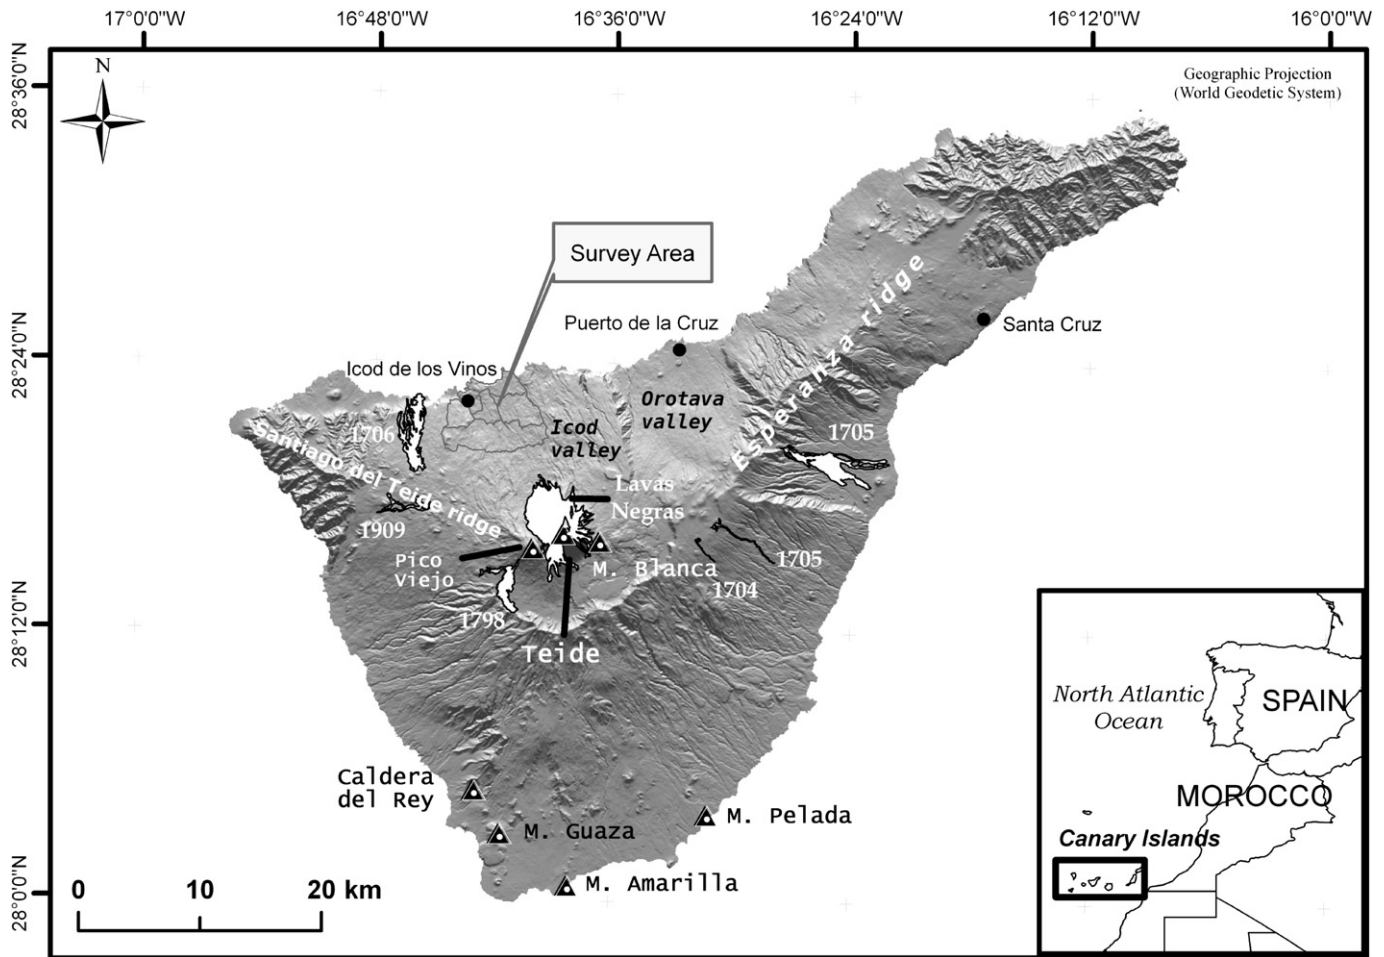 17°00'0"W
16°48'0"W
16°36'0"W
16°24'0"W
16°12'0"W
16°00'0"W
28°36'0"N
N
Geographic Projection
(World Geodetic System)
Survey Area
Puerto de la Cruz
Santa Cruz
Esperanza ridge
28°24'0"N
Icod de los Vinos
Orotava
valley
Icod
valley
1706
1705
Santiago del Teide ridge
Lavas
Negras
1909
Pico
Viejo
M. Blanca
1705
1704
1798
28°12'0"N
Teide
North Atlantic
Ocean
SPAIN
MOROCCO
Canary Islands
Caldera
del Rey
M. Guaza
M. Pelada
M. Amarilla
28°0'0"N
0
10
20 km